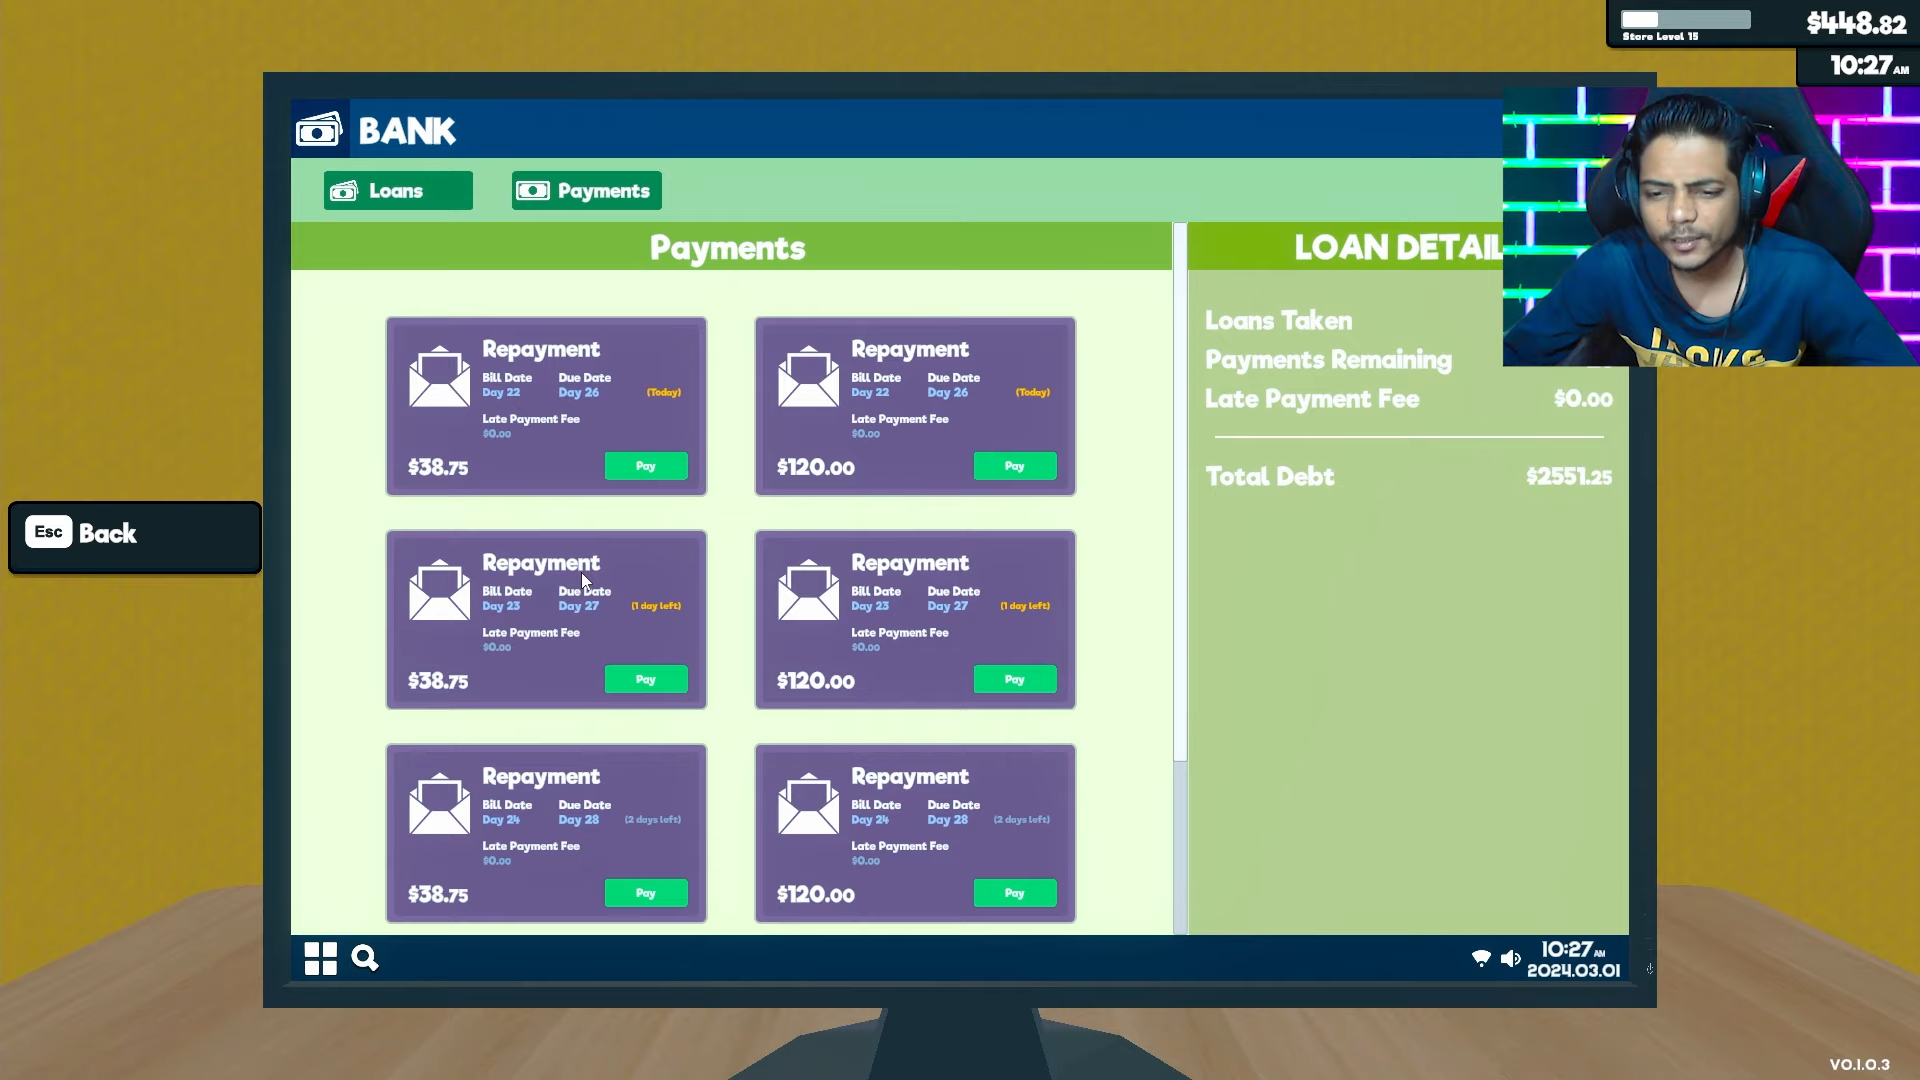 $448.82
Store Level 15
10:27 AM
BANK
Loans
Payments
Payments
LOAN DETAIL
Repayment
Bill Date Due Date
Day 22 Day 26 (Today)
Late Payment Fee
$0.00
$38.75 Pay
Repayment
Bill Date Due Date
Day 22 Day 26 (Today)
Late Payment Fee
$0.00
$120.00 Pay
Loans Taken
Payments Remaining
Late Payment Fee $0.00
Total Debt $2551.25
Esc Back
Repayment
Bill Date Due Date
Day 23 Day 27 (1 day left)
Late Payment Fee
$0.00
$38.75 Pay
Repayment
Bill Date Due Date
Day 23 Day 27 (1 day left)
Late Payment Fee
$0.00
$120.00 Pay
Repayment
Bill Date Due Date
Day 24 Day 28 (2 days left)
Late Payment Fee
$0.00
$38.75 Pay
Repayment
Bill Date Due Date
Day 24 Day 28 (2 days left)
Late Payment Fee
$0.00
$120.00 Pay
10:27 AM
2024.03.01
V0.1.0.3